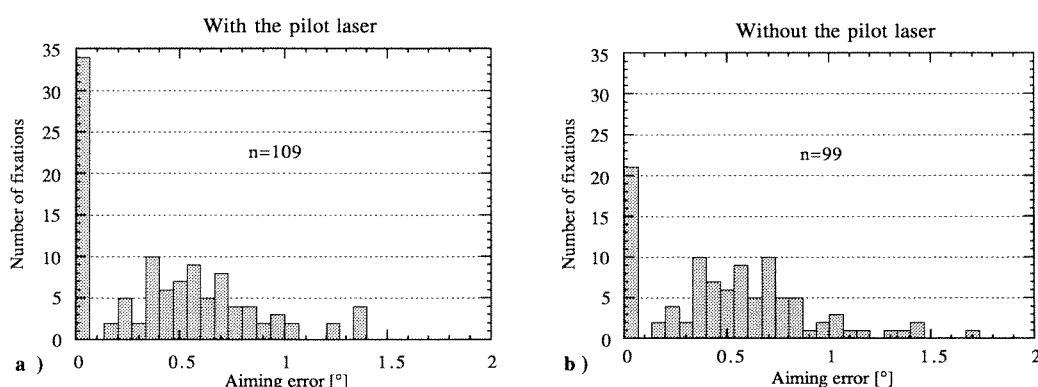 With the pilot laser
35
30
25
20
15
10
5
0
Number of fixations
n=109
0
0.5
1
1.5
2
a )
Aiming error [°]
Without the pilot laser
35
30
25
20
15
10
5
0
Number of fixations
n=99
0
0.5
1
1.5
2
b )
Aiming error [°]